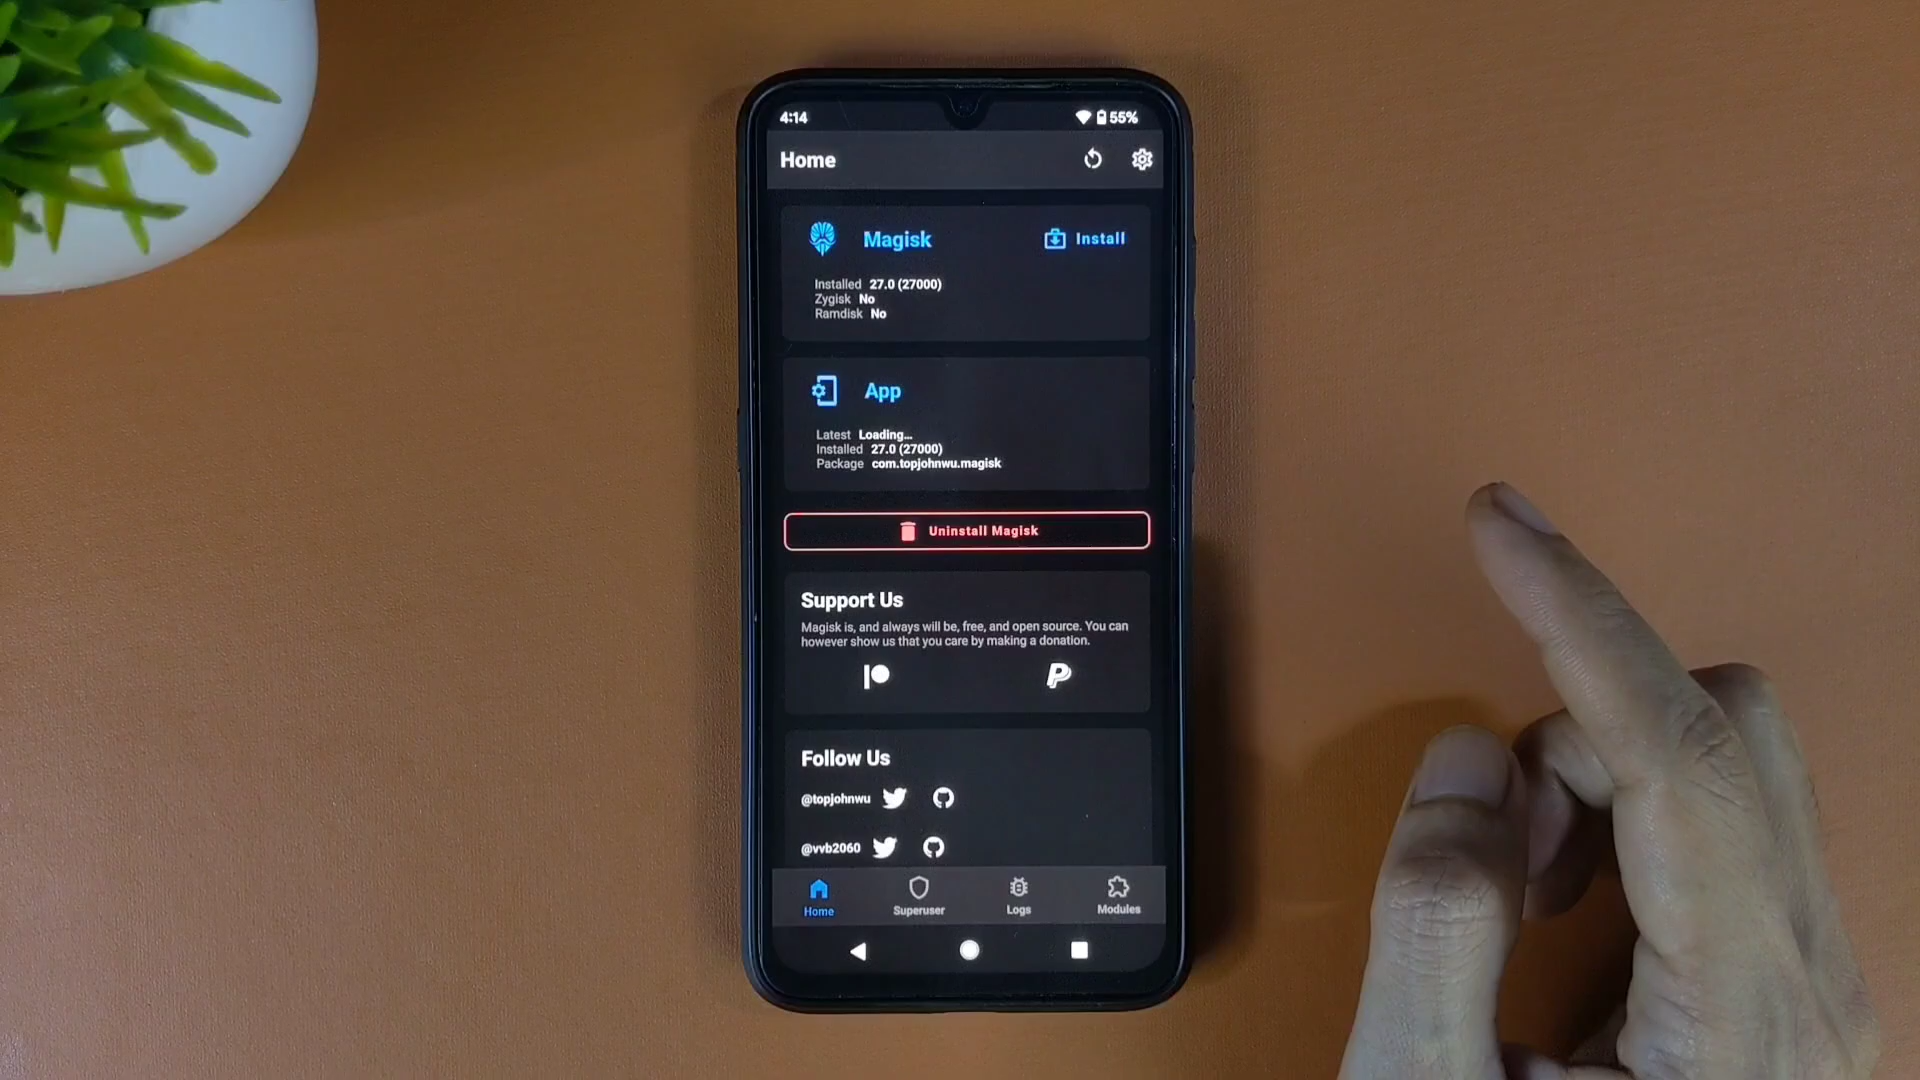 4:14
55%
Home
Magisk
Install
Installed 27.0 (27000)
Zygisk No
Ramdisk No
App
Latest Loading...
Installed 27.0 (27000)
Package com.topjohnwu.magisk
Uninstall Magisk
Support Us
Magisk is, and always will be, free, and open source. You can
however show us that you care by making a donation.
Follow Us
@topjohnwu
@vvb2060
Home
Superuser
Logs
Modules